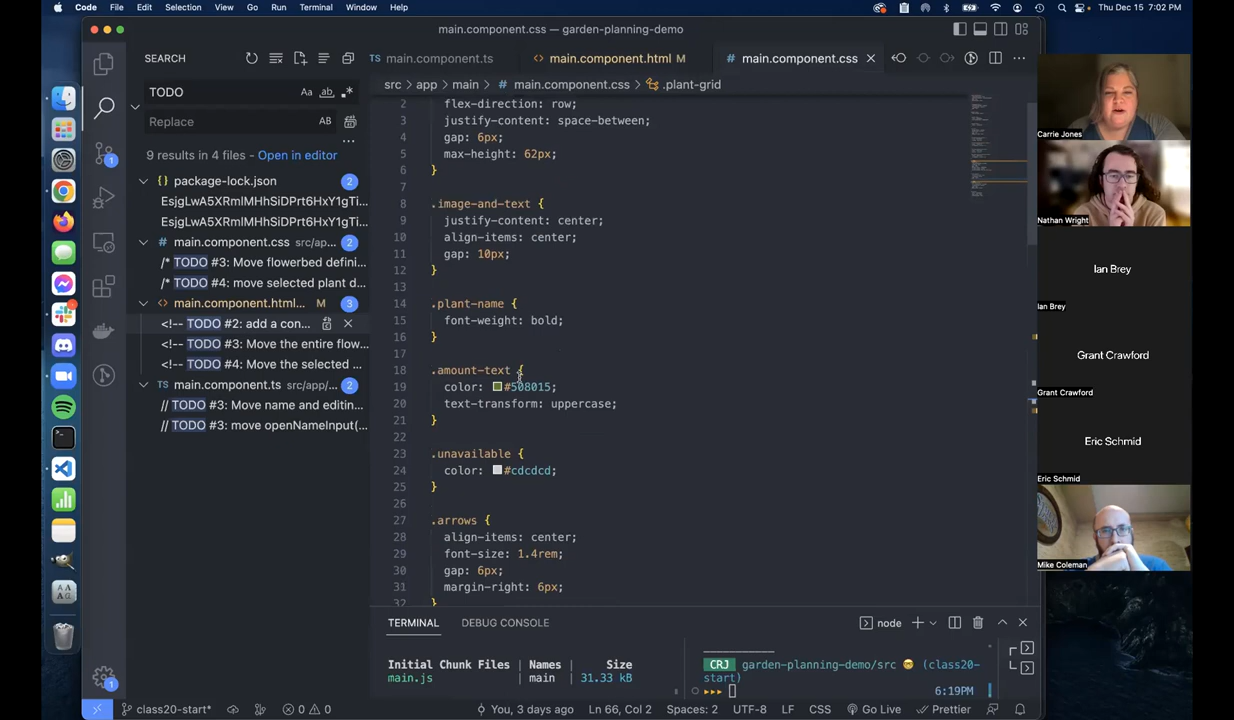 Code File Edit Selection View Go Run Terminal Window Help Thu Dec 15 7:02 PM
main.component.css — garden-planning-demo
SEARCH
TS main.component.ts
<> main.component.html M
# main.component.css
src > app > main > # main.component.css > .plant-grid
TODO
Aa ab
Replace
AB
9 results in 4 files - Open in editor
{} package-lock.json 2
EsjgLwA5XRmlMHhSiDPrt6HxY1gTi...
EsjgLwA5XRmlMHhSiDPrt6HxY1gTi...
# main.component.css src/ap... 2
/* TODO #3: Move flowerbed defini...
/* TODO #4: move selected plant d...
<> main.component.html... M 3
<!-- TODO #2: add a con...
<!-- TODO #3: Move the entire flow...
<!-- TODO #4: Move the selected ...
main.component.ts src/app/... 2
// TODO #3: Move name and editin...
// TODO #3: move openNameInput(...
2 flex-direction: row;
3 justify-content: space-between;
4 gap: 6px;
5 max-height: 62px;
6 }
7
8 .image-and-text {
9 justify-content: center;
10 align-items: center;
11 gap: 10px;
12 }
13
14 .plant-name {
15 font-weight: bold;
16 }
17
18 .amount-text {
19 color: #508015;
20 text-transform: uppercase;
21 }
22
23 .unavailable {
24 color: #cdcdcd;
25 }
26
27 .arrows {
28 align-items: center;
29 font-size: 1.4rem;
30 gap: 6px;
31 margin-right: 6px;
32 }
TERMINAL DEBUG CONSOLE
node
Initial Chunk Files | Names | Size
main.js | main | 31.33 kB
CRJ garden-planning-demo/src (class20-
start)
6:19PM
class20-start*
0 0
You, 3 days ago Ln 66, Col 2 Spaces: 2 UTF-8 LF CSS Go Live Prettier
1
1
Carrie Jones
Nathan Wright
Ian Brey
Ian Brey
Grant Crawford
Grant Crawford
Eric Schmid
Eric Schmid
Mike Coleman